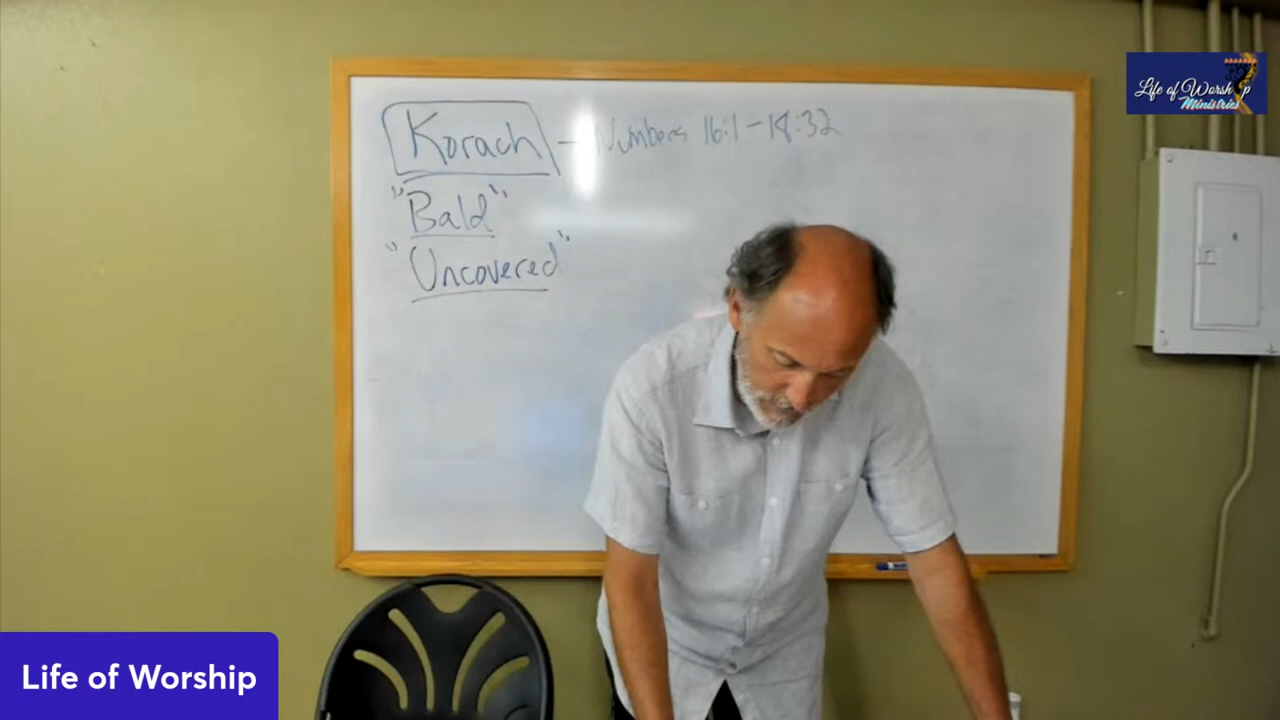 Korach - Numbers 16:1-18:32
"Bald"
"Uncovered"
Life of Worship
Ministries
Life of Worship